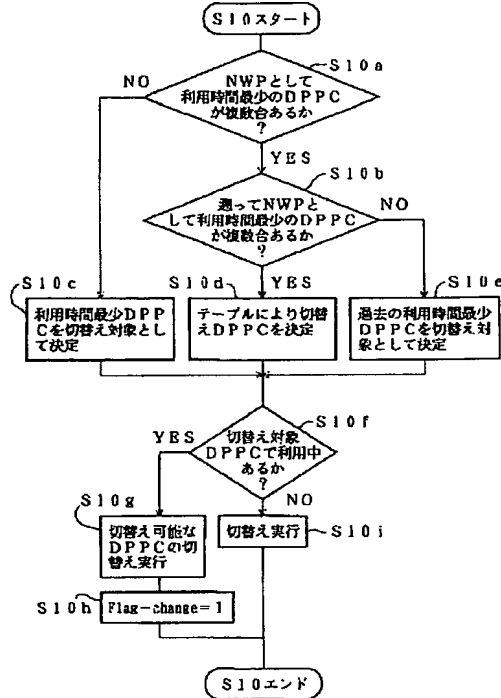 S10スタート
S10a
NO
NWPとして
利用時間最少のDPPC
が複数台あるか
?
YES
S10b
遡ってNWPと
して利用時間最少のDPPC
が複数台あるか
?
NO
S10c
S10d
YES
S10e
利用時間最少DPP
Cを切替え対象とし
て決定
テーブルにより切替
えDPPCを決定
過去の利用時間最少
DPPCを切替え対
象として決定
S10f
YES
切替え対象
DPPCで利用中
あるか
?
NO
S10g
切替え可能な
DPPCの切
替え実行
切替え実行
S10i
S10h
Flag-change=1
S10エンド